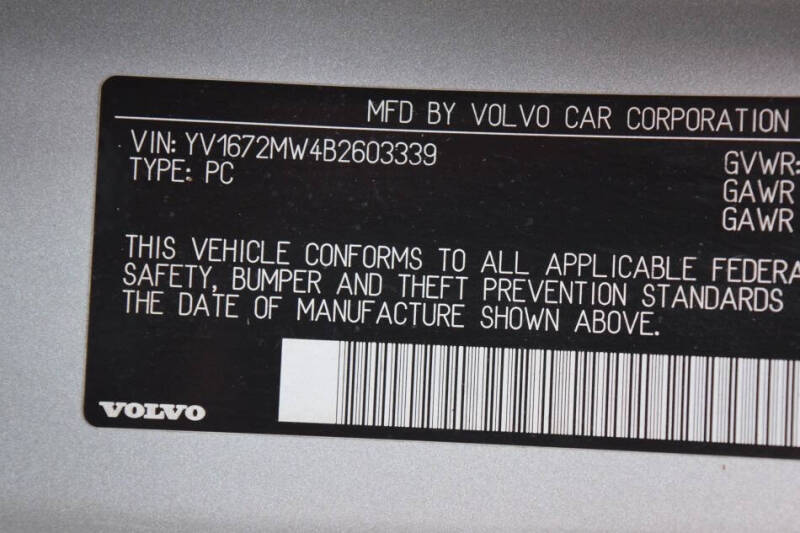 MFD BY VOLVO CAR CORPORATION
VIN: YV1672MW4B2603339
TYPE: PC
GVWR:
GAWR
GAWR
THIS VEHICLE CONFORMS TO ALL APPLICABLE FEDERA
SAFETY, BUMPER AND THEFT PREVENTION STANDARDS
THE DATE OF MANUFACTURE SHOWN ABOVE.
VOLVO